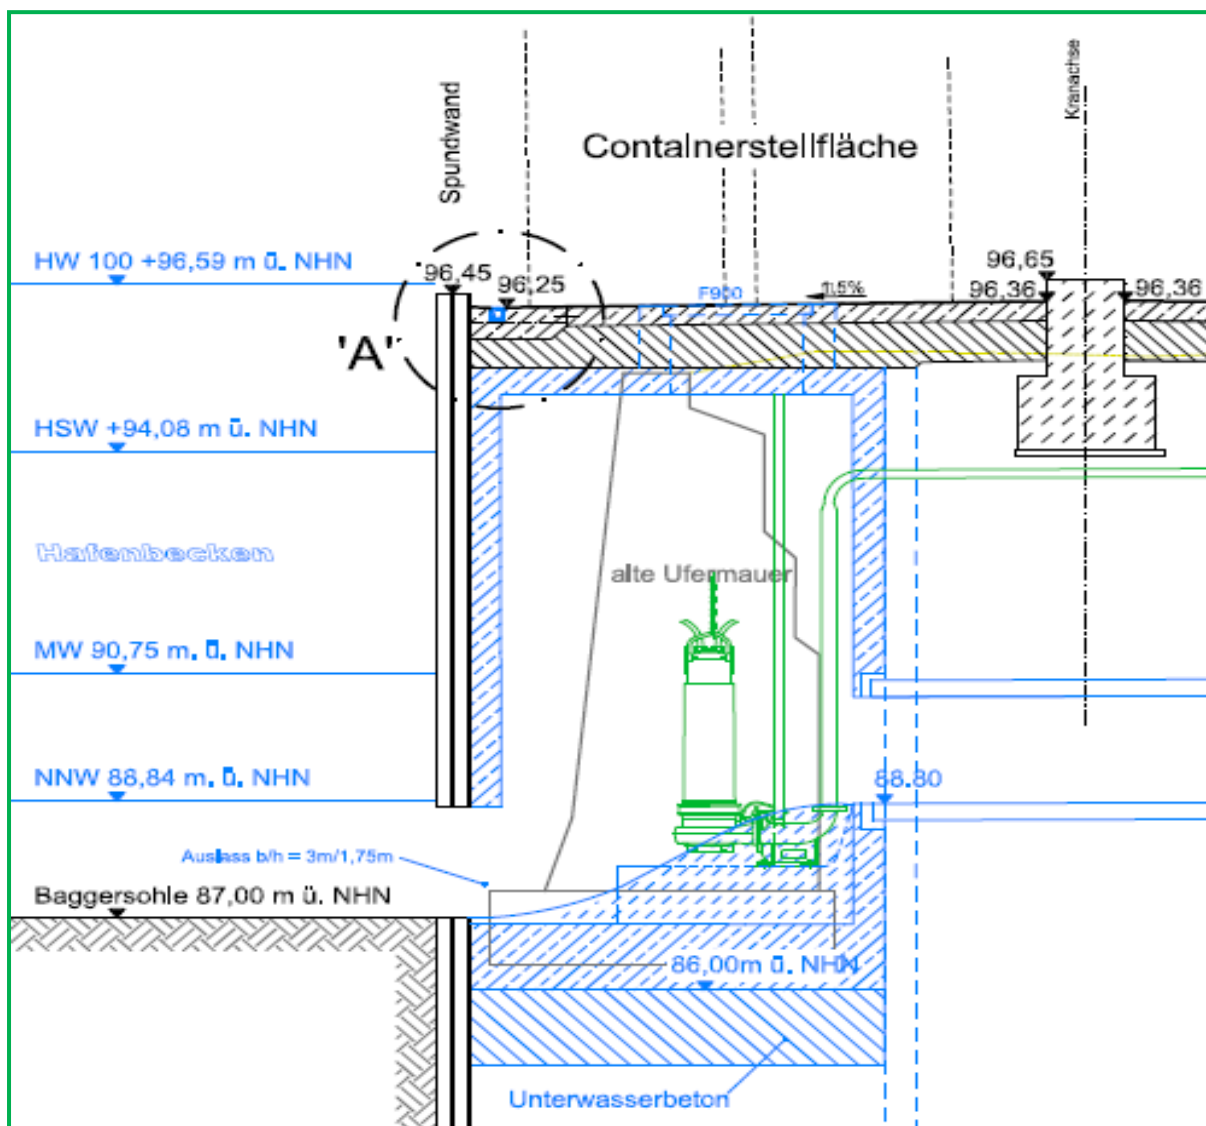 Kranachse
Spundwand
Containerstellfläche
HW 100 +96,59 m ü. NHN
96,45
96,25
F900
1,5%
96,65
96,36
96,36
'A'
HSW +94,08 m ü. NHN
Hafenbecken
alte Ufermauer
MW 90,75 m. ü. NHN
NNW 88,84 m. ü. NHN
88.80
Auslass b/h = 3m/1,75m
Baggersohle 87,00 m ü. NHN
86,00m ü. NHN
Unterwasserbeton